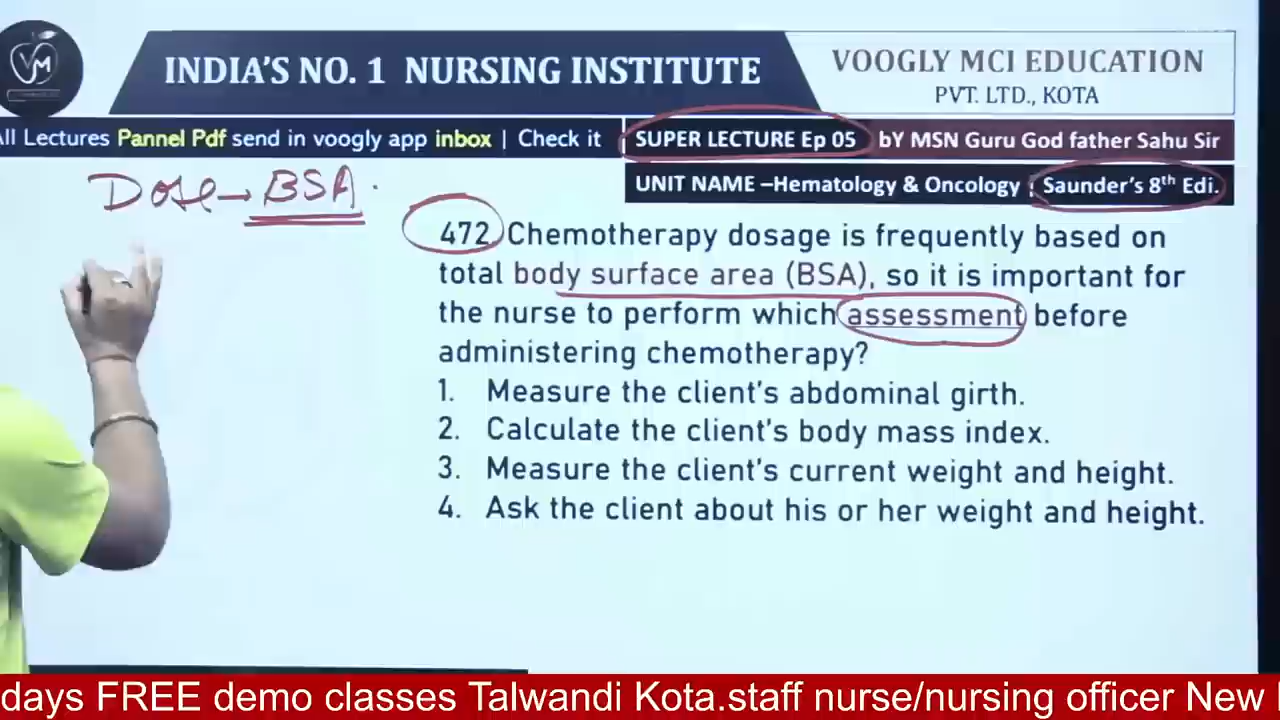 VM
INDIA'S NO. 1 NURSING INSTITUTE
VOOGLY MCI EDUCATION
PVT. LTD., KOTA
All Lectures Pannel Pdf send in voogly app inbox | Check it
SUPER LECTURE Ep 05 bY MSN Guru God father Sahu Sir
UNIT NAME –Hematology & Oncology ; Saunder's 8th Edi.
Dose → BSA.
472. Chemotherapy dosage is frequently based on
total body surface area (BSA), so it is important for
the nurse to perform which assessment before
administering chemotherapy?
1. Measure the client's abdominal girth.
2. Calculate the client's body mass index.
3. Measure the client's current weight and height.
4. Ask the client about his or her weight and height.
days FREE demo classes Talwandi Kota.staff nurse/nursing officer New